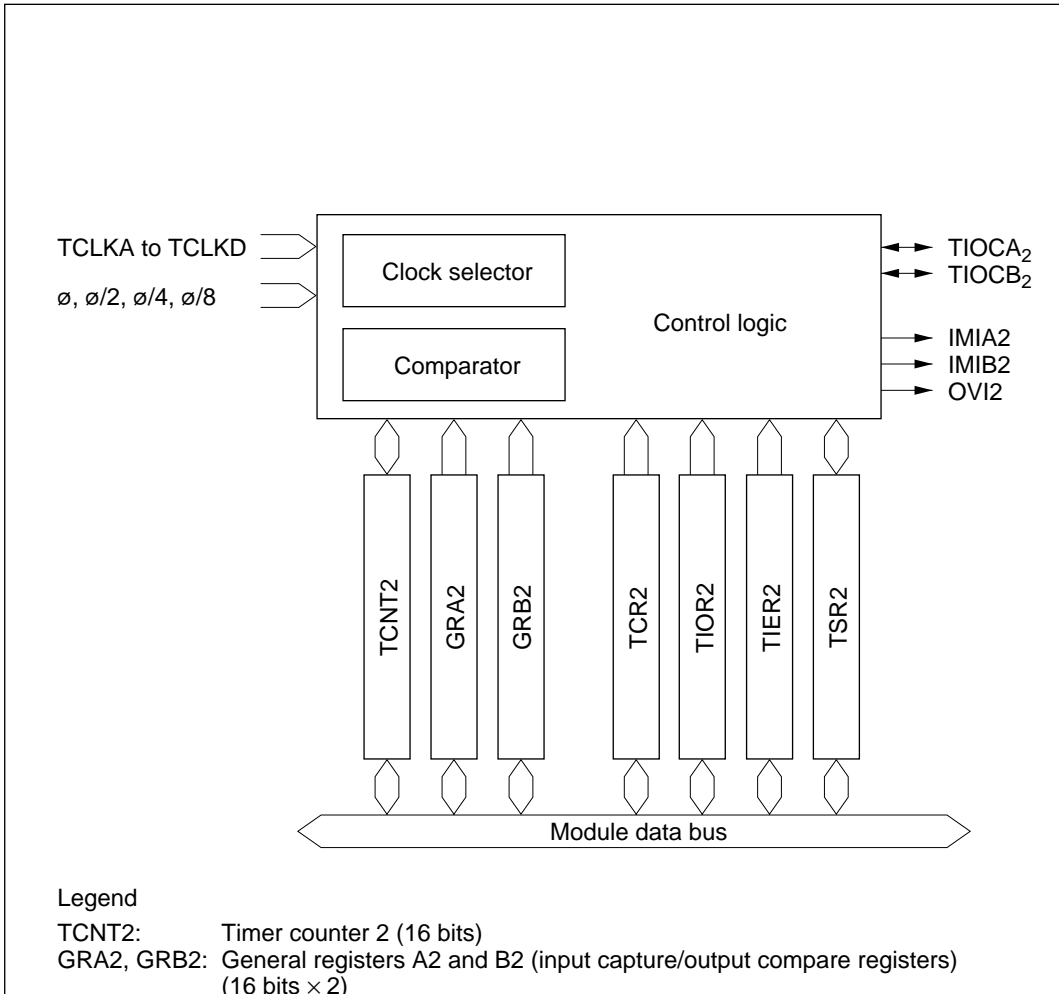 TCLKA to TCLKD
ø, ø/2, ø/4, ø/8
Clock selector
Comparator
Control logic
TIOCA₂
TIOCB₂
IMIA2
IMIB2
OVI2
TCNT2
GRA2
GRB2
TCR2
TIOR2
TIER2
TSR2
Module data bus
Legend
TCNT2: Timer counter 2 (16 bits)
GRA2, GRB2: General registers A2 and B2 (input capture/output compare registers)
(16 bits × 2)